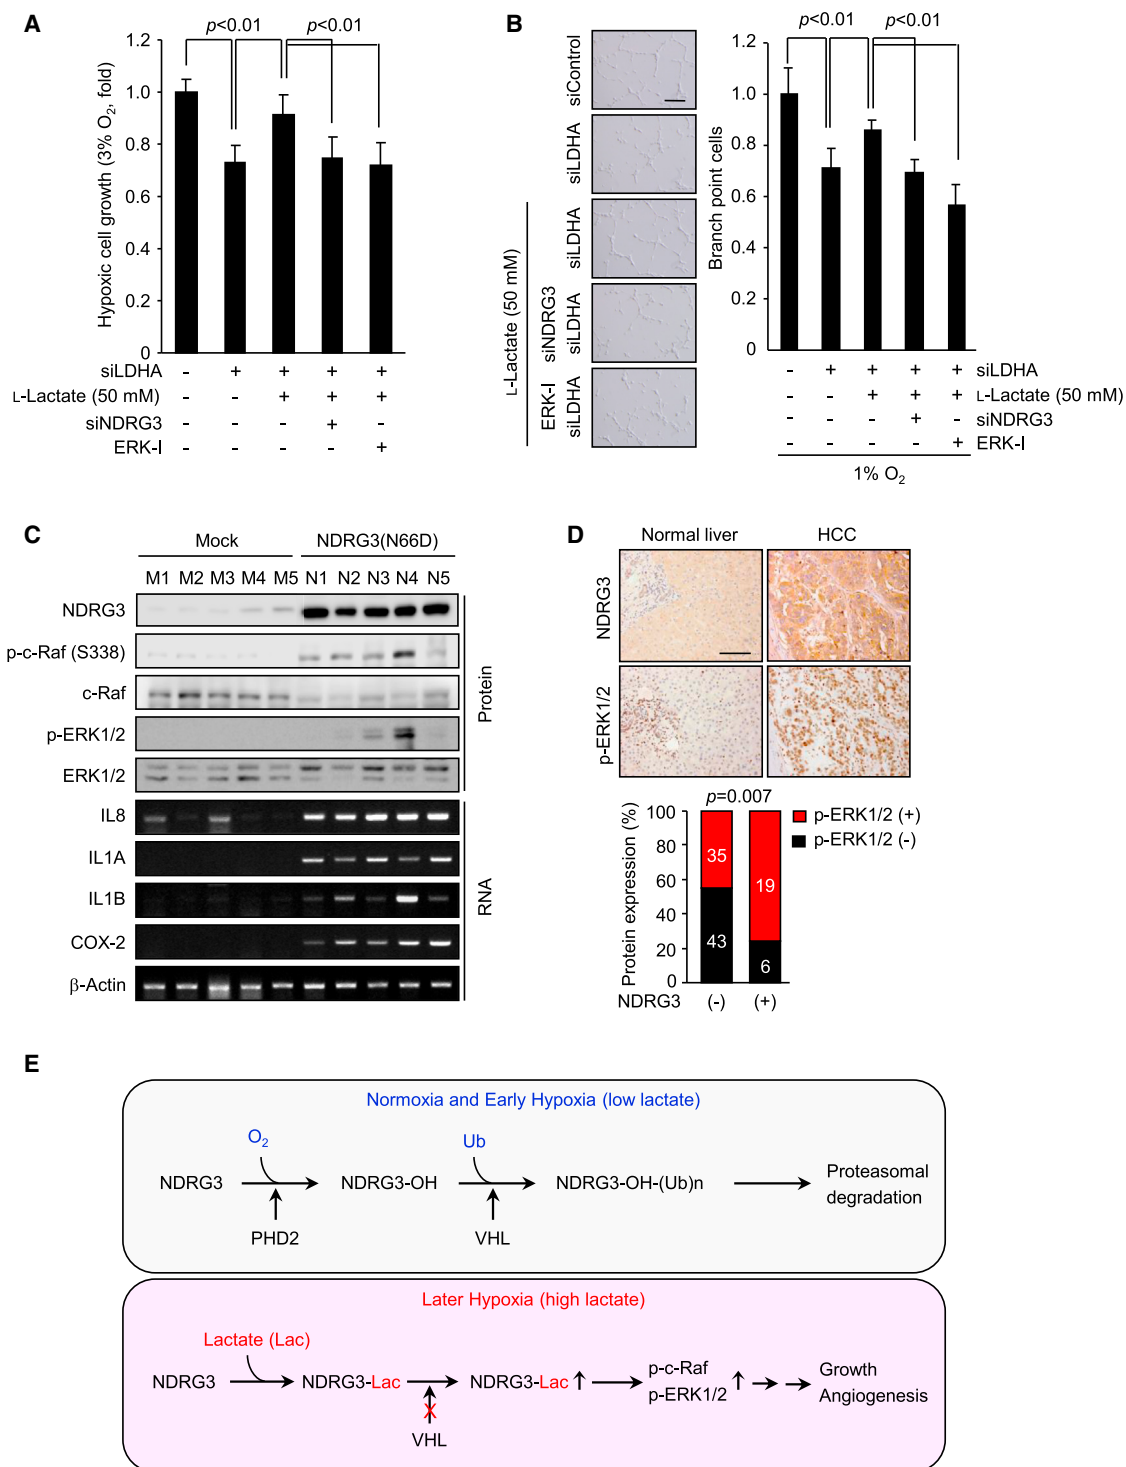 A
p<0.01
p<0.01
Hypoxic cell growth (3% O2, fold)
1.2
1.0
0.8
0.6
0.4
0.2
0
siLDHA - + + + +
L-Lactate (50 mM) - - + + +
siNDRG3 - - - + -
ERK-I - - - - +
B
siControl
siLDHA
siLDHA
siNDRG3
siLDHA
ERK-I
siLDHA
L-Lactate (50 mM)
p<0.01
p<0.01
Branch point cells
1.2
1.0
0.8
0.6
0.4
0.2
0
- + + + + siLDHA
- - + + + L-Lactate (50 mM)
- - - + - siNDRG3
- - - - + ERK-I
1% O2
C
Mock NDRG3(N66D)
M1 M2 M3 M4 M5 N1 N2 N3 N4 N5
NDRG3
p-c-Raf (S338)
c-Raf
p-ERK1/2
ERK1/2
Protein
IL8
IL1A
IL1B
COX-2
β-Actin
RNA
D
Normal liver HCC
NDRG3
p-ERK1/2
p=0.007
Protein expression (%)
100
80
60
40
20
0
35
43
19
6
p-ERK1/2 (+)
p-ERK1/2 (-)
NDRG3 (-) (+)
E
Normoxia and Early Hypoxia (low lactate)
O2 Ub
NDRG3 NDRG3-OH NDRG3-OH-(Ub)n Proteasomal
degradation
PHD2 VHL
Later Hypoxia (high lactate)
Lactate (Lac)
NDRG3 NDRG3-Lac NDRG3-Lac ↑ p-c-Raf
p-ERK1/2 ↑ Growth
Angiogenesis
X
VHL